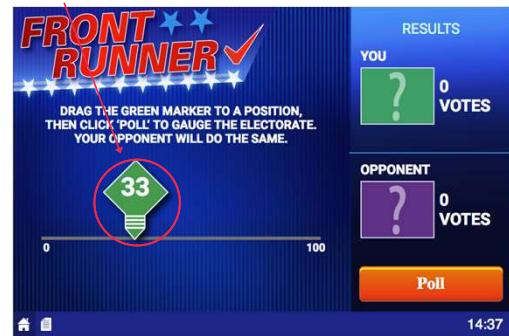 FRONT
RUNNER
DRAG THE GREEN MARKER TO A POSITION,
THEN CLICK 'POLL' TO GAUGE THE ELECTORATE.
YOUR OPPONENT WILL DO THE SAME.
33
0
100
RESULTS
YOU
?
0
VOTES
OPPONENT
?
0
VOTES
Poll
14:37